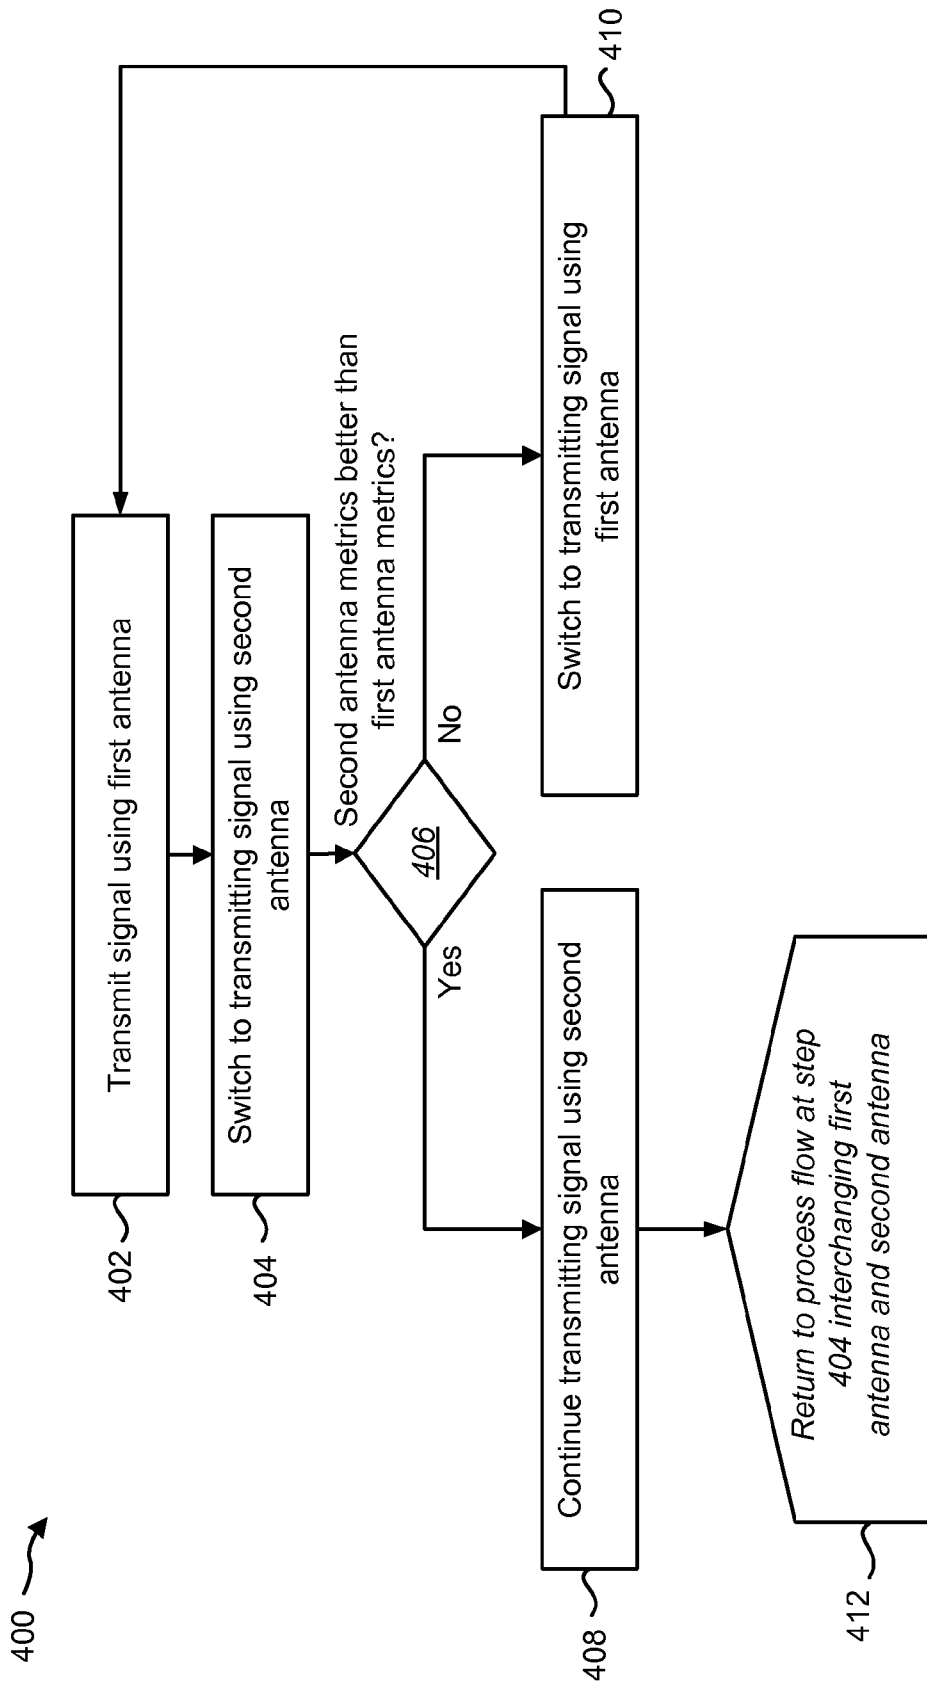 400
Transmit signal using first antenna
402
Switch to transmitting signal using second
antenna
404
Second antenna metrics better than
first antenna metrics?
406
Yes
No
Continue transmitting signal using second
antenna
408
Switch to transmitting signal using
first antenna
410
Return to process flow at step
404 interchanging first
antenna and second antenna
412